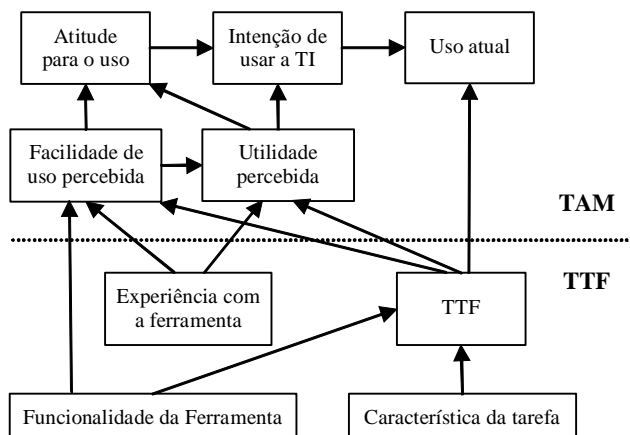 Atitude
para o uso
Intenção de
usar a TI
Uso atual
Facilidade de
uso percebida
Utilidade
percebida
TAM
TTF
Experiência com
a ferramenta
TTF
Funcionalidade da Ferramenta
Característica da tarefa